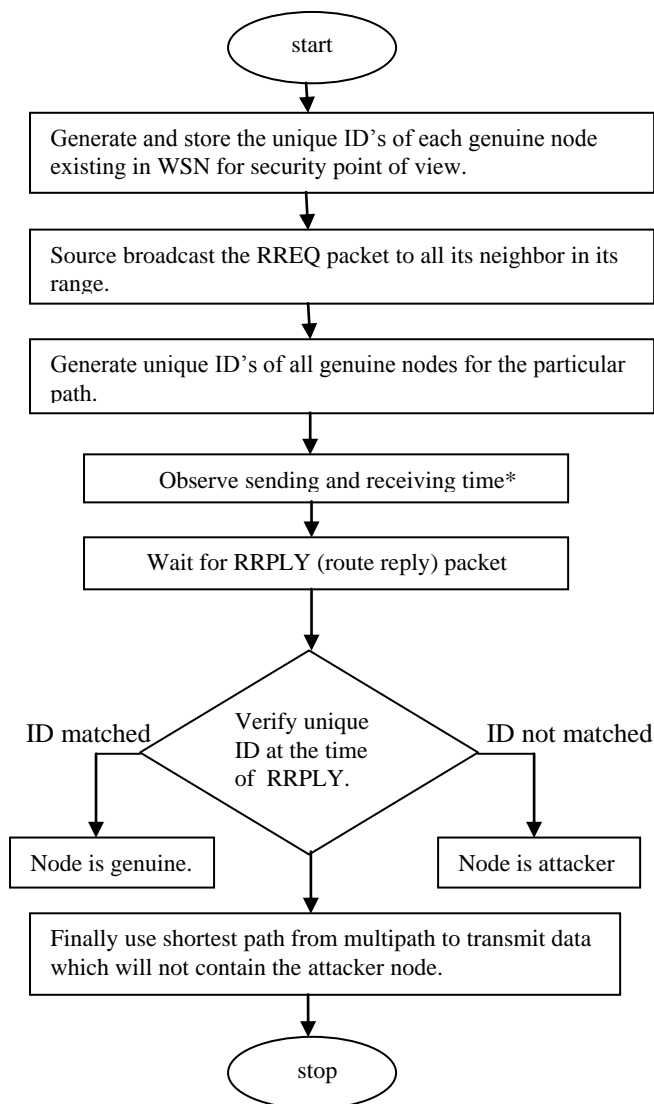 start
Generate and store the unique ID's of each genuine node
existing in WSN for security point of view.
Source broadcast the RREQ packet to all its neighbor in its
range.
Generate unique ID's of all genuine nodes for the particular
path.
Observe sending and receiving time*
Wait for RRPLY (route reply) packet
ID matched
Verify unique
ID at the time
of RRPLY.
ID not matched
Node is genuine.
Node is attacker
Finally use shortest path from multipath to transmit data
which will not contain the attacker node.
stop